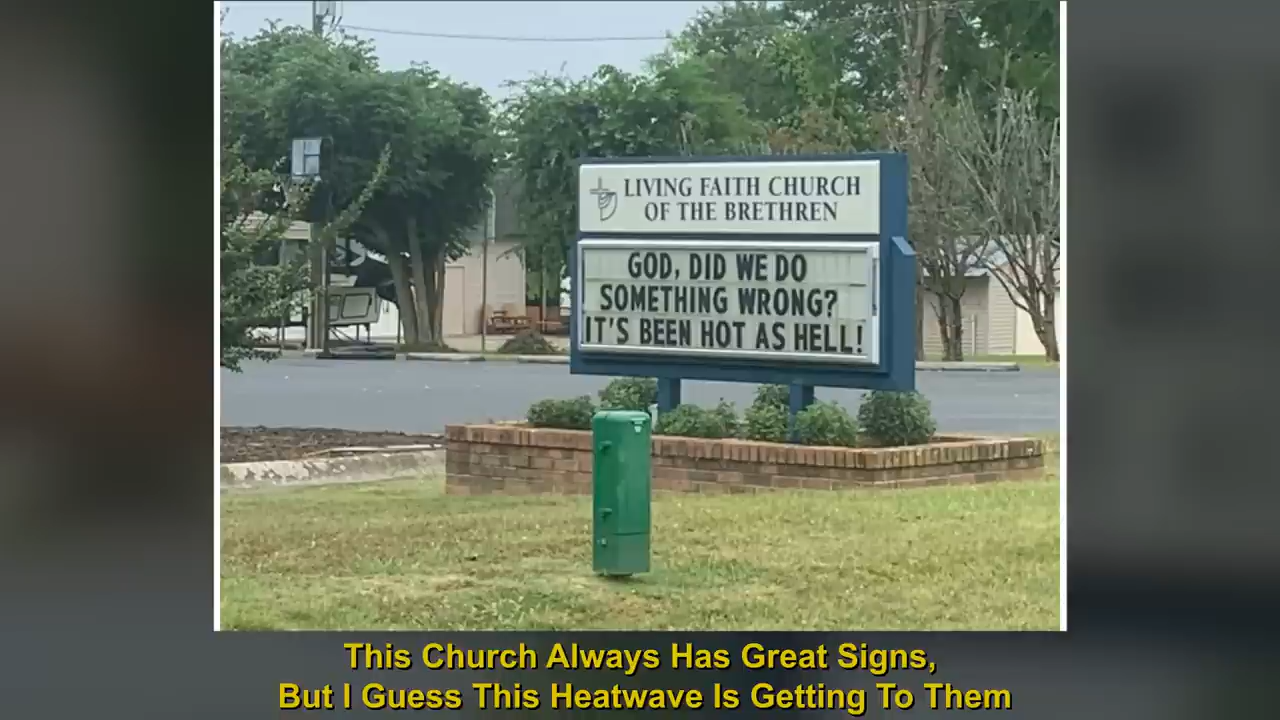 LIVING FAITH CHURCH
OF THE BRETHREN
GOD, DID WE DO
SOMETHING WRONG?
IT'S BEEN HOT AS HELL!
This Church Always Has Great Signs,
But I Guess This Heatwave Is Getting To Them